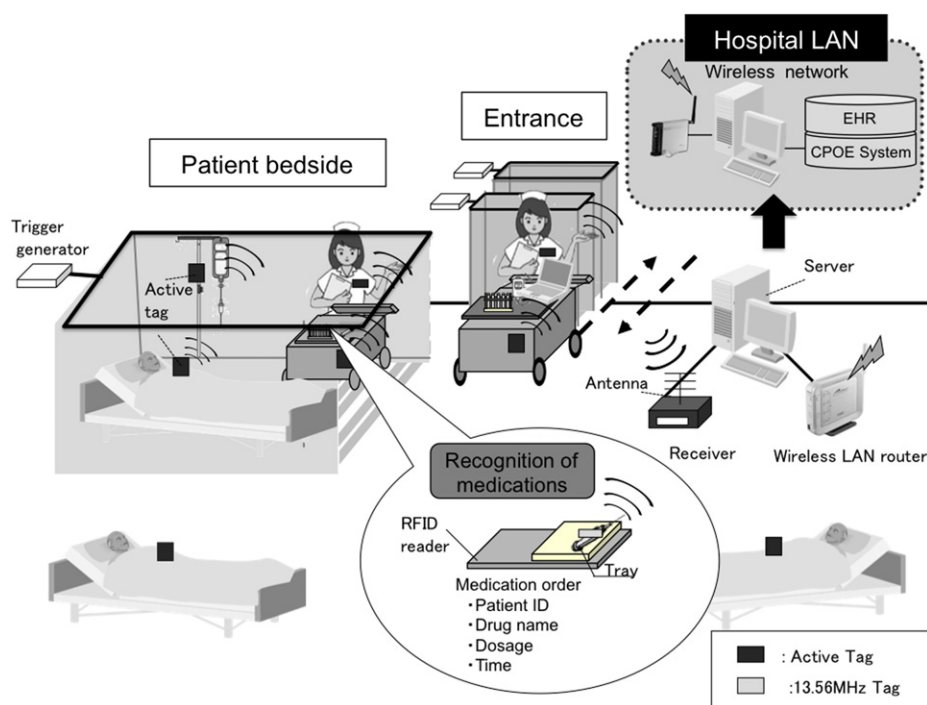 Hospital LAN
Wireless network
EHR
CPOE System
Entrance
Patient bedside
Trigger
generator
Active
tag
Server
Antenna
Receiver
Wireless LAN router
Recognition of
medications
RFID
reader
Tray
Medication order
・Patient ID
・Drug name
・Dosage
・Time
: Active Tag
:13.56MHz Tag